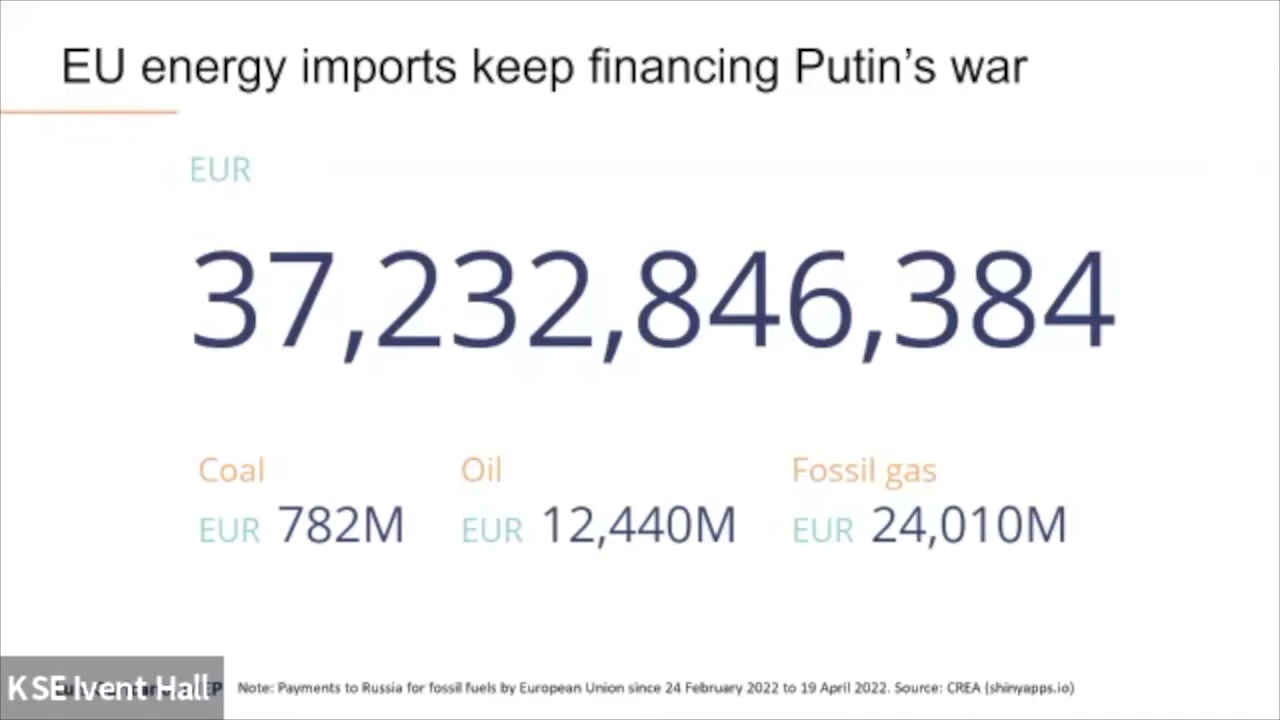 EU energy imports keep financing Putin’s war
EUR
37,232,846,384
Coal Oil Fossil gas
EUR 782M EUR 12,440M EUR 24,010M
KSE Ivent Hall Note: Payments to Russia for fossil fuels by European Union since 24 February 2022 to 19 April 2022. Source: CREA (shinyapps.io)